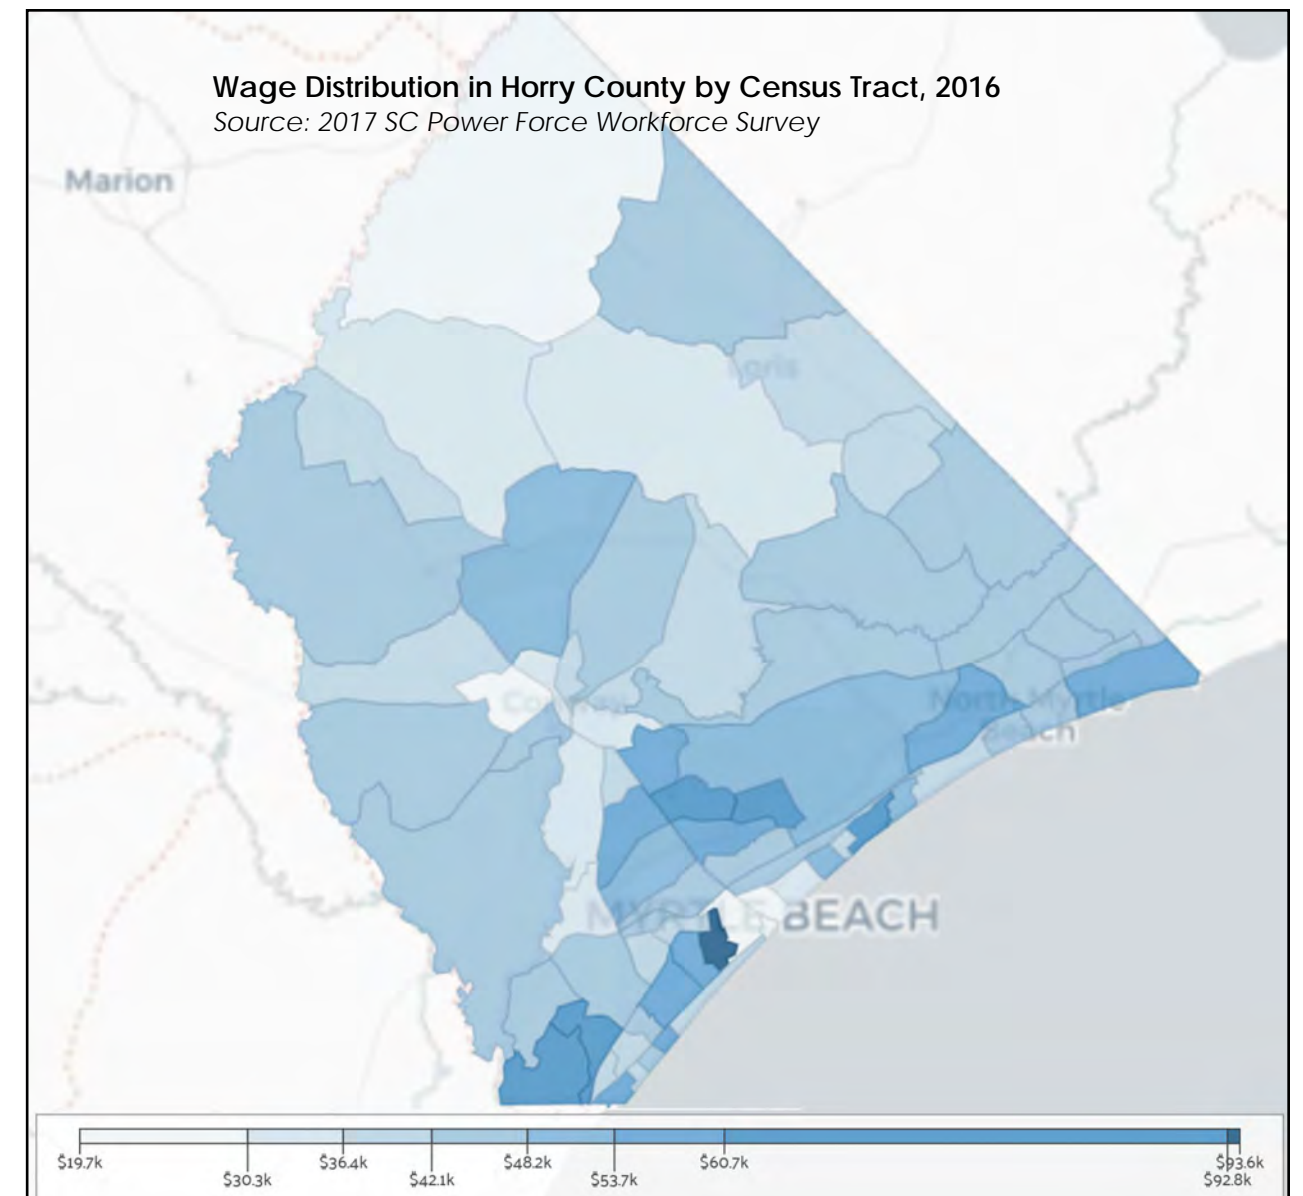 Wage Distribution in Horry County by Census Tract, 2016
Source: 2017 SC Power Force Workforce Survey
Marion
Loris
Conway
North Myrtle
Beach
MYRTLE BEACH
$19.7k
$30.3k
$36.4k
$42.1k
$48.2k
$53.7k
$60.7k
$93.6k
$92.8k